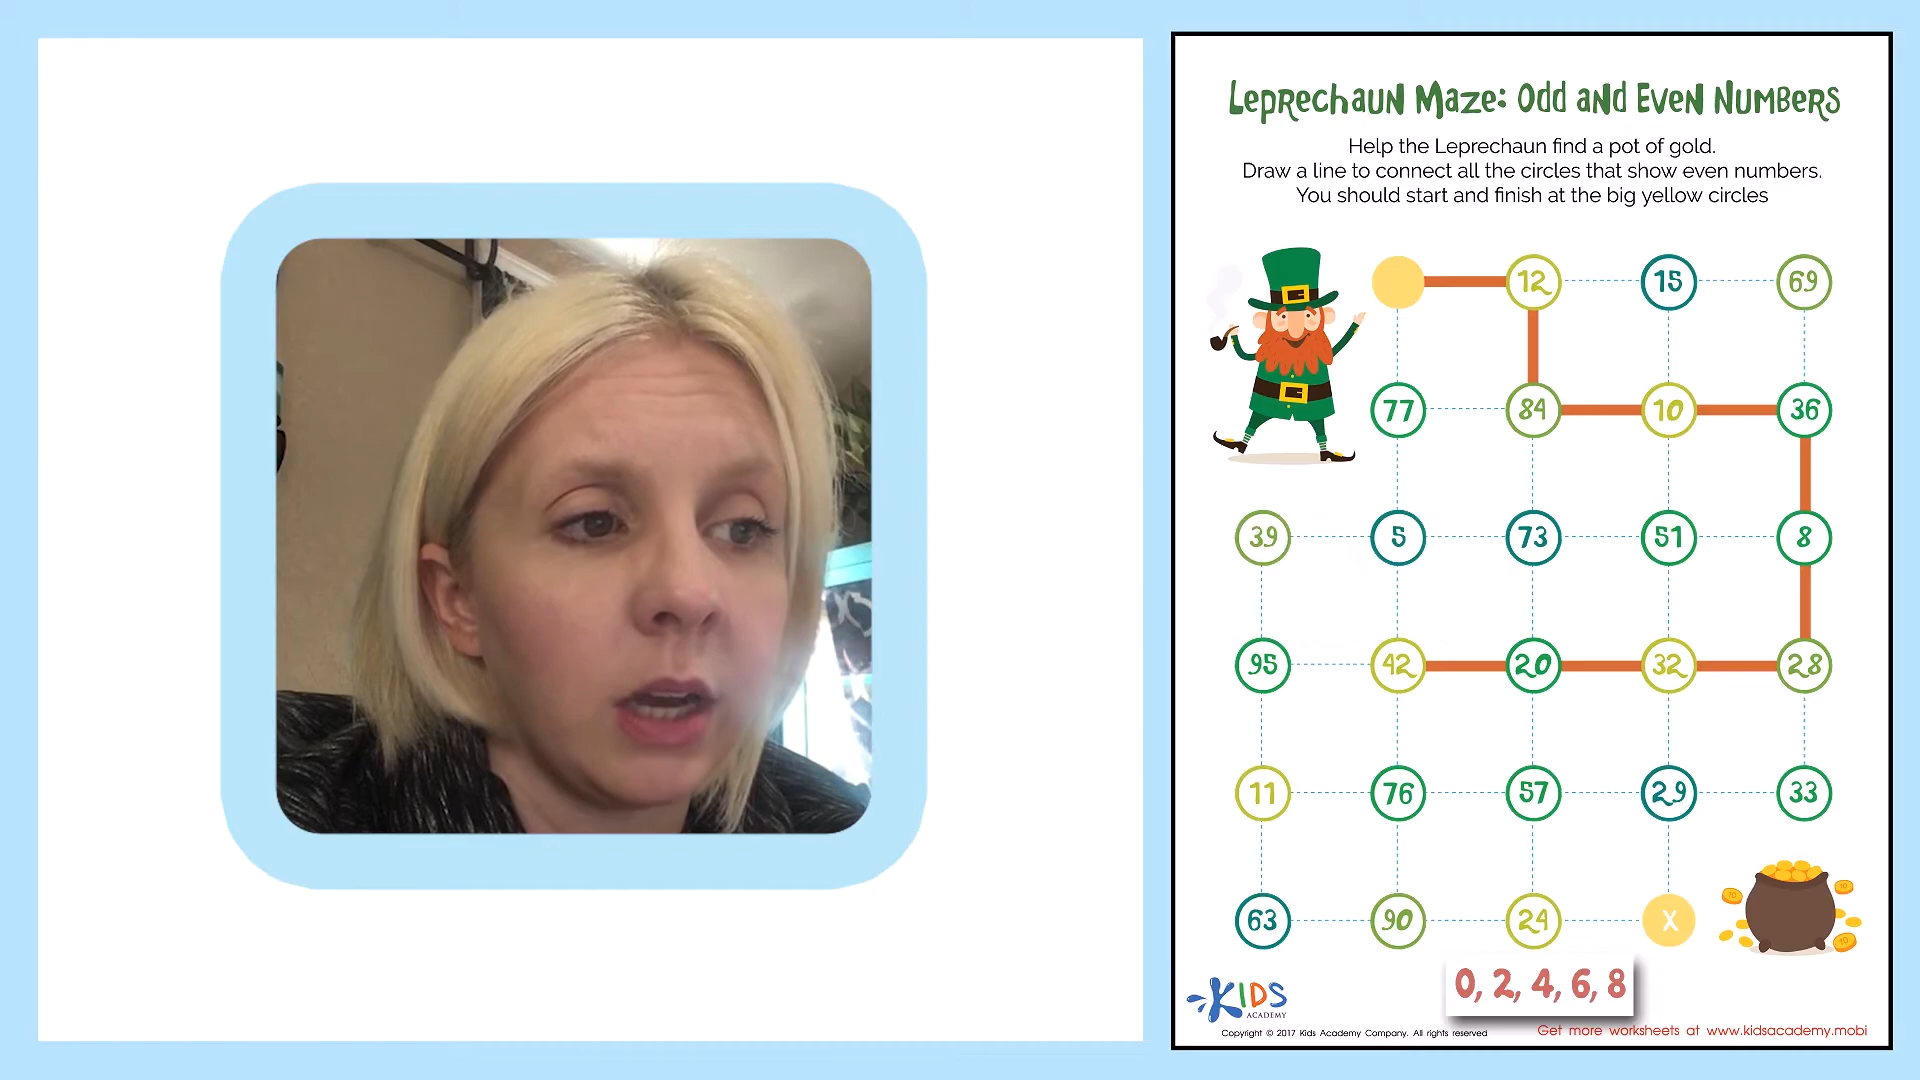 Leprechaun Maze: Odd and Even Numbers
Help the Leprechaun find a pot of gold.
Draw a line to connect all the circles that show even numbers.
You should start and finish at the big yellow circles
12 15 69
77 84 10 36
39 5 73 51 8
95 42 20 32 28
11 76 57 29 33
63 90 24 X
0, 2, 4, 6, 8
KIDS
ACADEMY
Copyright © 2017 Kids Academy Company. All rights reserved
Get more worksheets at www.kidsacademy.mobi